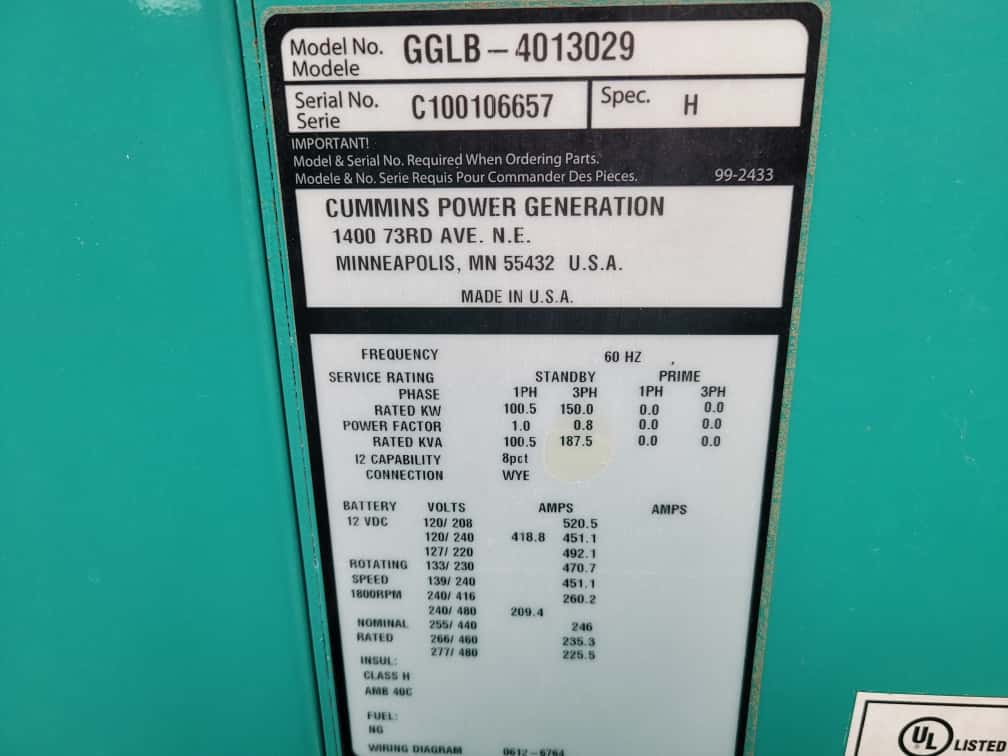 Model No. GGLB-4013029
Modele
Serial No. C100106657 Spec. H
Serie
IMPORTANT!
Model & Serial No. Required When Ordering Parts.
Modele & No. Serie Requis Pour Commander Des Pieces. 99-2433
CUMMINS POWER GENERATION
1400 73RD AVE. N.E.
MINNEAPOLIS, MN 55432 U.S.A.
MADE IN U.S.A.
FREQUENCY 60 HZ
SERVICE RATING STANDBY PRIME
PHASE 1PH 3PH 1PH 3PH
RATED KW 100.5 150.0 0.0 0.0
POWER FACTOR 1.0 0.8 0.0 0.0
RATED KVA 100.5 187.5 0.0 0.0
I2 CAPABILITY 8pct
CONNECTION WYE
BATTERY VOLTS AMPS AMPS
12 VDC 120/ 208 520.5
120/ 240 418.8 451.1
127/ 220 492.1
ROTATING 133/ 230 470.7
SPEED 139/ 240 451.1
1800RPM 240/ 416 260.2
240/ 480 209.4
NOMINAL 255/ 440 246
RATED 266/ 460 235.3
277/ 480 225.5
INSUL:
CLASS H
AMB 40C
FUEL:
NG
WIRING DIAGRAM 0612-6764
UL LISTED